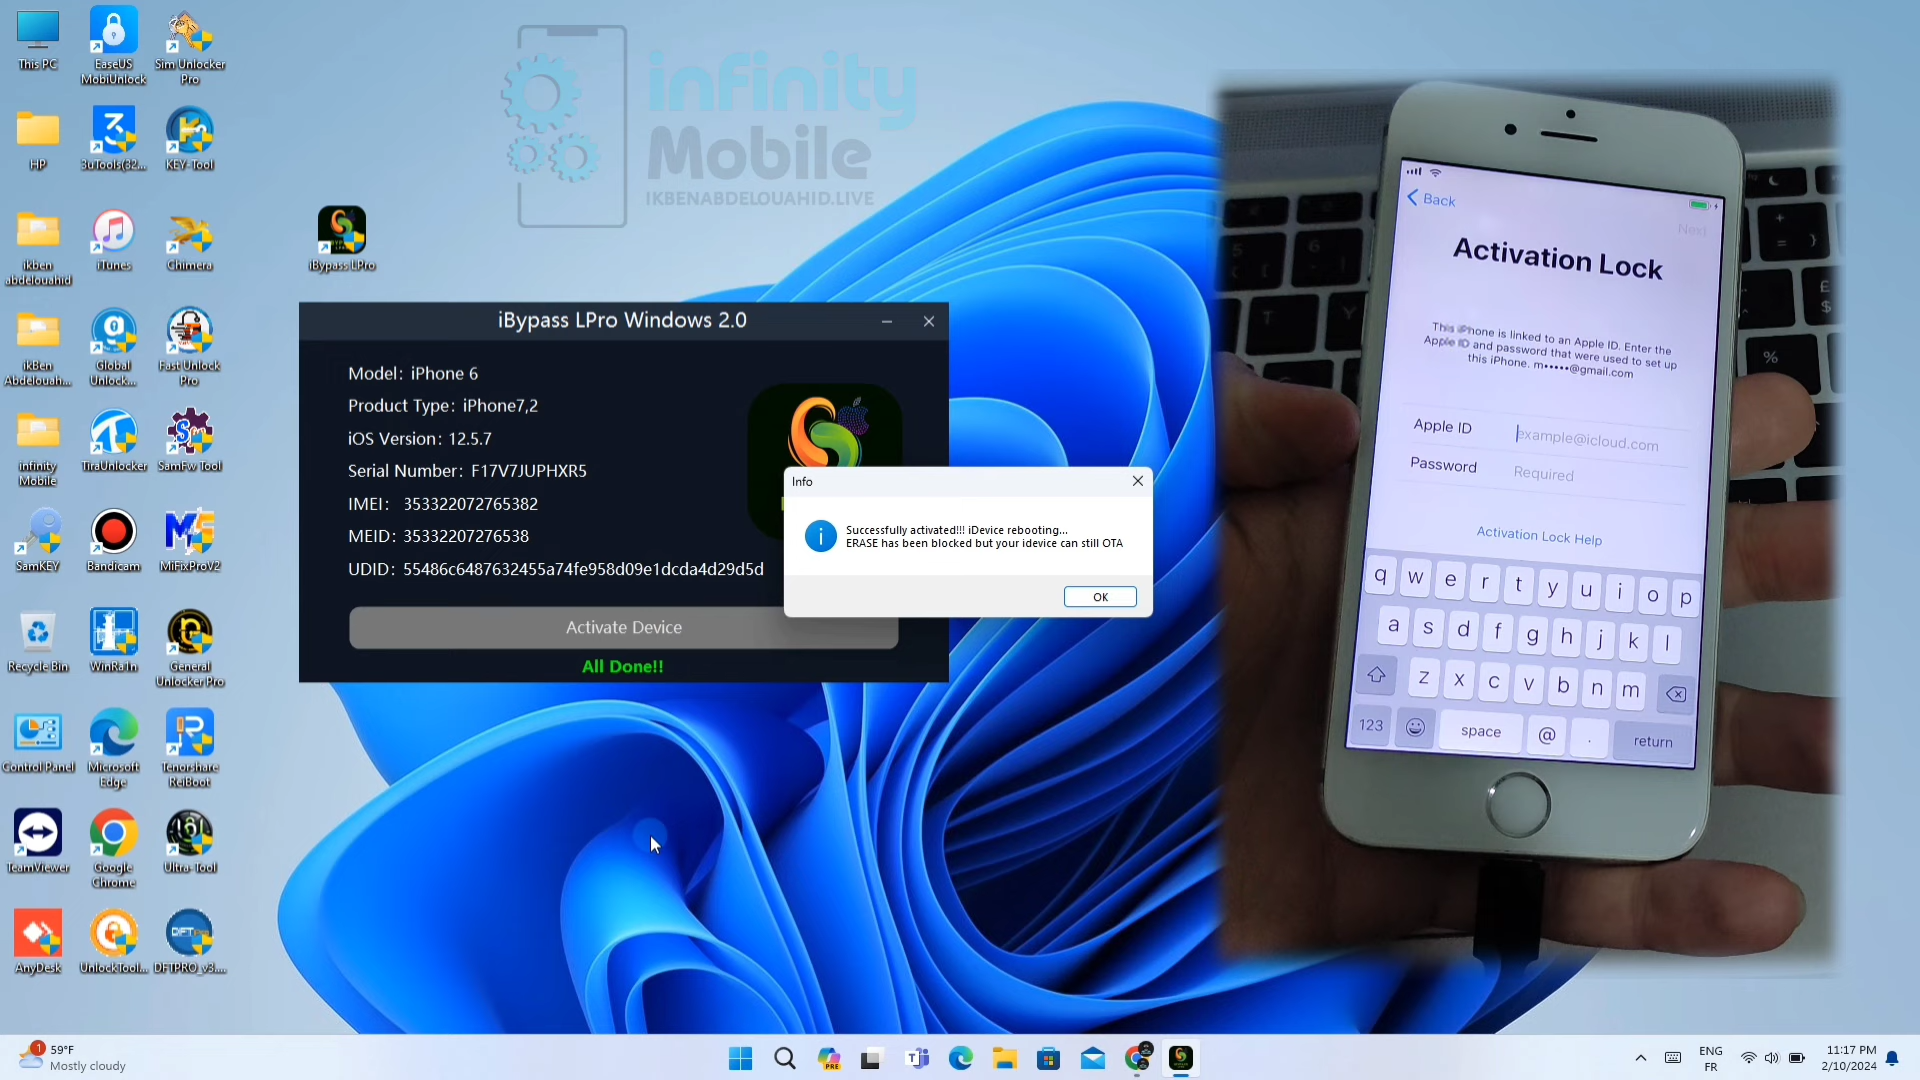 This PC
EaseUS
MobiUnlock
Sim Unlocker
Pro
HP
3uTools(32...
KEY-Tool
ikben
abdelouahid
iTunes
Chimera
ikBen
Abdelouah...
Global
Unlock...
Fast Unlock
Pro
infinity
Mobile
TiraUnlocker
SamFw Tool
SamKEY
Bandicam
MiFixProV2
Recycle Bin
WinRa1n
General
Unlocker Pro
Control Panel
Microsoft
Edge
Tenorshare
ReiBoot
TeamViewer
Google
Chrome
Ultra-Tool
AnyDesk
UnlockTool...
DFTPRO_v3....
infinity
Mobile
IKBENABDELOUAHID.LIVE
iBypass LPro
iBypass LPro Windows 2.0
Model: iPhone 6
Product Type: iPhone7,2
iOS Version: 12.5.7
Serial Number: F17V7JUPHXR5
IMEI: 353322072765382
MEID: 35332207276538
UDID: 55486c6487632455a74fe958d09e1dcda4d29d5d
Activate Device
All Done!!
Info
Successfully activated!!! iDevice rebooting...
ERASE has been blocked but your idevice can still OTA
OK
Back
Next
Activation Lock
This iPhone is linked to an Apple ID. Enter the
Apple ID and password that were used to set up
this iPhone. m•••••@gmail.com
Apple ID example@icloud.com
Password Required
Activation Lock Help
q w e r t y u i o p
a s d f g h j k l
z x c v b n m
123 space @ . return
1
59°F
Mostly cloudy
PRE
ENG
FR
11:17 PM
2/10/2024